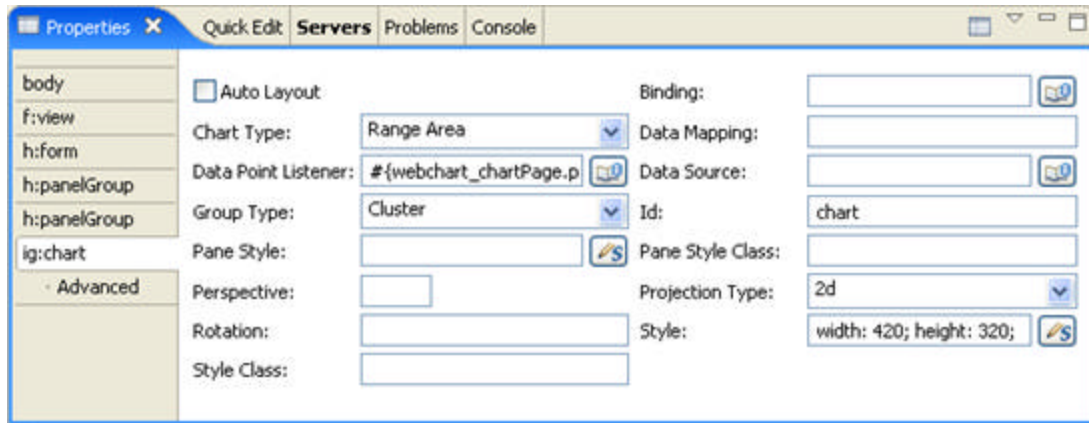 Properties Quick Edit Servers Problems Console
body
f:view
h:form
h:panelGroup
h:panelGroup
ig:chart
· Advanced
Auto Layout Binding:
Chart Type: Range Area Data Mapping:
Data Point Listener: #{webchart_chartPage.p Data Source:
Group Type: Cluster Id: chart
Pane Style: Pane Style Class:
Perspective: Projection Type: 2d
Rotation: Style: width: 420; height: 320;
Style Class: